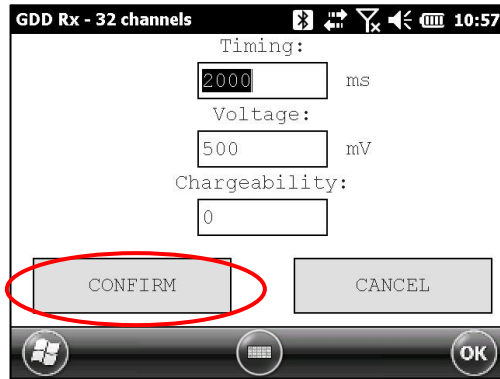 GDD Rx - 32 channels 10:57
Timing:
2000 ms
Voltage:
500 mV
Chargeability:
0
CONFIRM CANCEL
OK